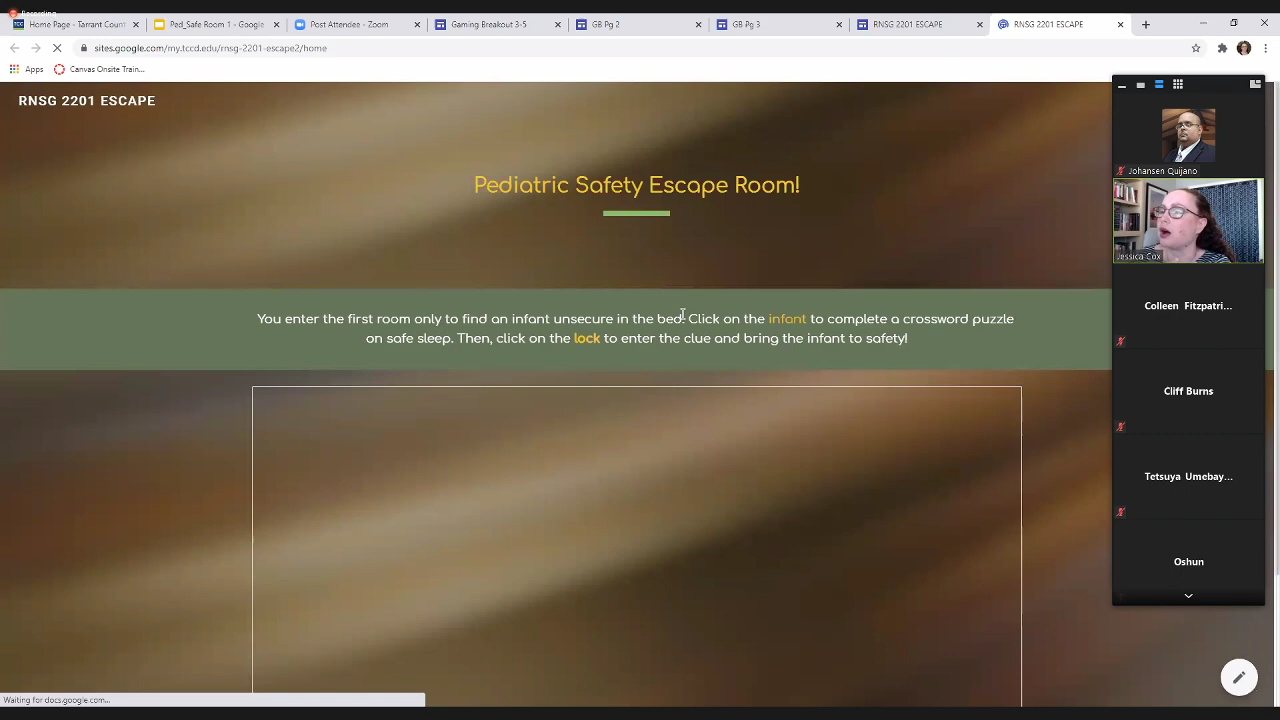 Recording
Home Page - Tarrant Count
Ped_Safe Room 1 - Google
Post Attendee - Zoom
Gaming Breakout 3-5
GB Pg 2
GB Pg 3
RNSG 2201 ESCAPE
RNSG 2201 ESCAPE
sites.google.com/my.tccd.edu/rnsg-2201-escape2/home
Apps
Canvas Onsite Train...
RNSG 2201 ESCAPE
Pediatric Safety Escape Room!
You enter the first room only to find an infant unsecure in the bed. Click on the infant to complete a crossword puzzle
on safe sleep. Then, click on the lock to enter the clue and bring the infant to safety!
Johansen Quijano
Jessica Cox
Colleen Fitzpatri...
Cliff Burns
Tetsuya Umebay...
Oshun
Waiting for docs.google.com...